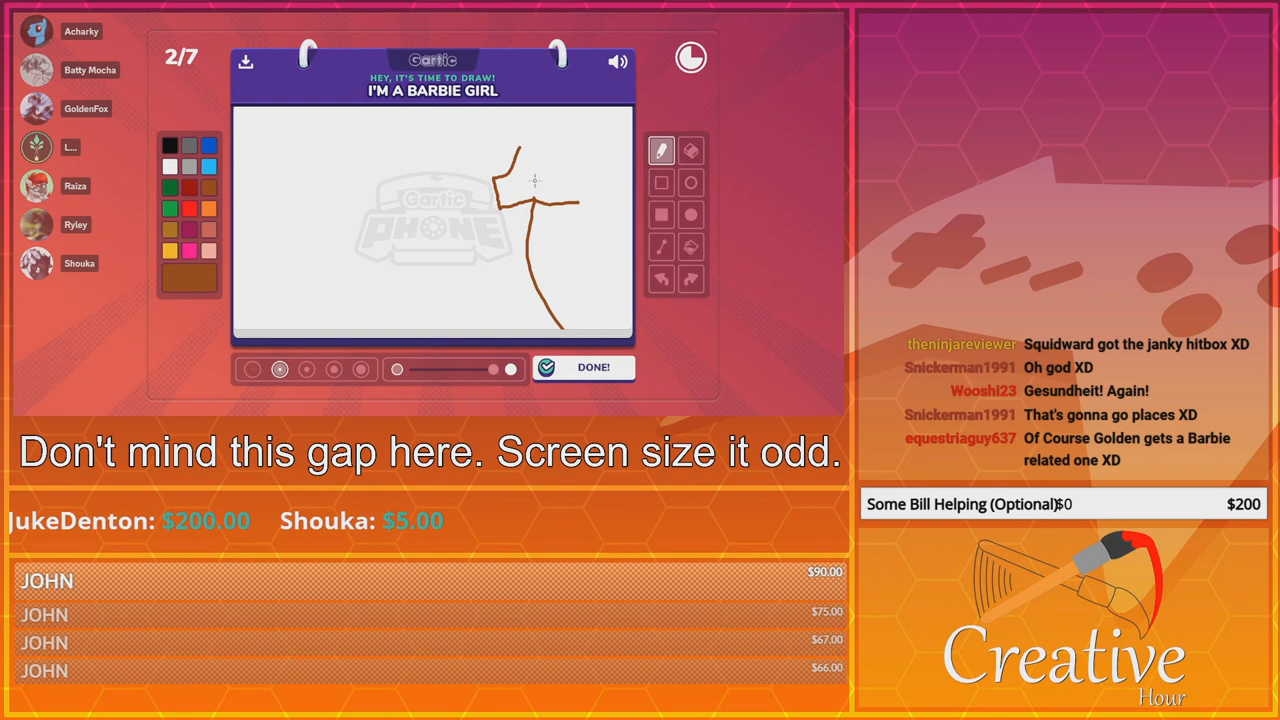 Acharky
Batty Mocha
GoldenFox
L...
Raiza
Ryley
Shouka
2/7
Gartic
HEY, IT'S TIME TO DRAW!
I'M A BARBIE GIRL
Gartic
PHONE
DONE!
Don't mind this gap here. Screen size it odd.
JukeDenton: $200.00 Shouka: $5.00
JOHN $90.00
JOHN $75.00
JOHN $67.00
JOHN $66.00
theninjareviewer Squidward got the janky hitbox XD
Snickerman1991 Oh god XD
Wooshi23 Gesundheit! Again!
Snickerman1991 That's gonna go places XD
equestriaguy637 Of Course Golden gets a Barbie
related one XD
Some Bill Helping (Optional) $0 $200
Creative
Hour